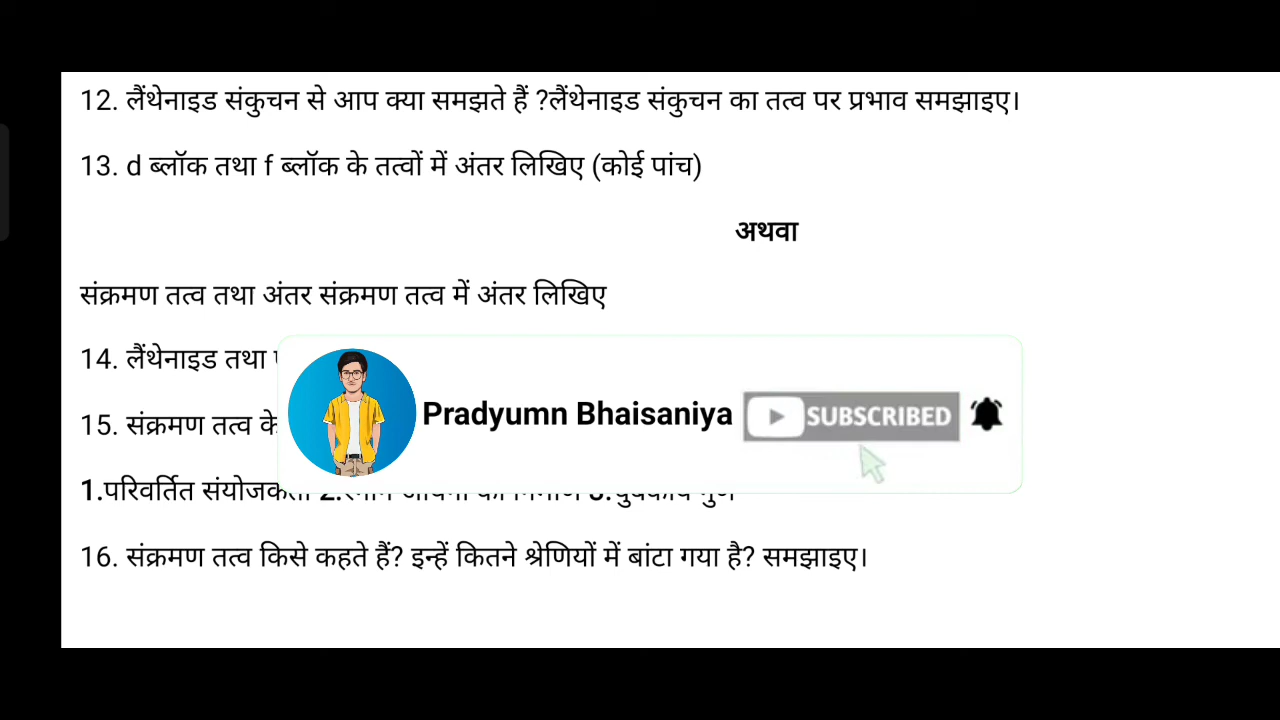 12. लैंथेनाइड संकुचन से आप क्या समझते हैं ?लैंथेनाइड संकुचन का तत्व पर प्रभाव समझाइए।
13. d ब्लॉक तथा f ब्लॉक के तत्वों में अंतर लिखिए (कोई पांच)
अथवा
संक्रमण तत्व तथा अंतर संक्रमण तत्व में अंतर लिखिए
14. लैंथेनाइड तथा
15. संक्रमण तत्व के
Pradyumn Bhaisaniya SUBSCRIBED
1.परिवर्तित
16. संक्रमण तत्व किसे कहते हैं? इन्हें कितने श्रेणियों में बांटा गया है? समझाइए।